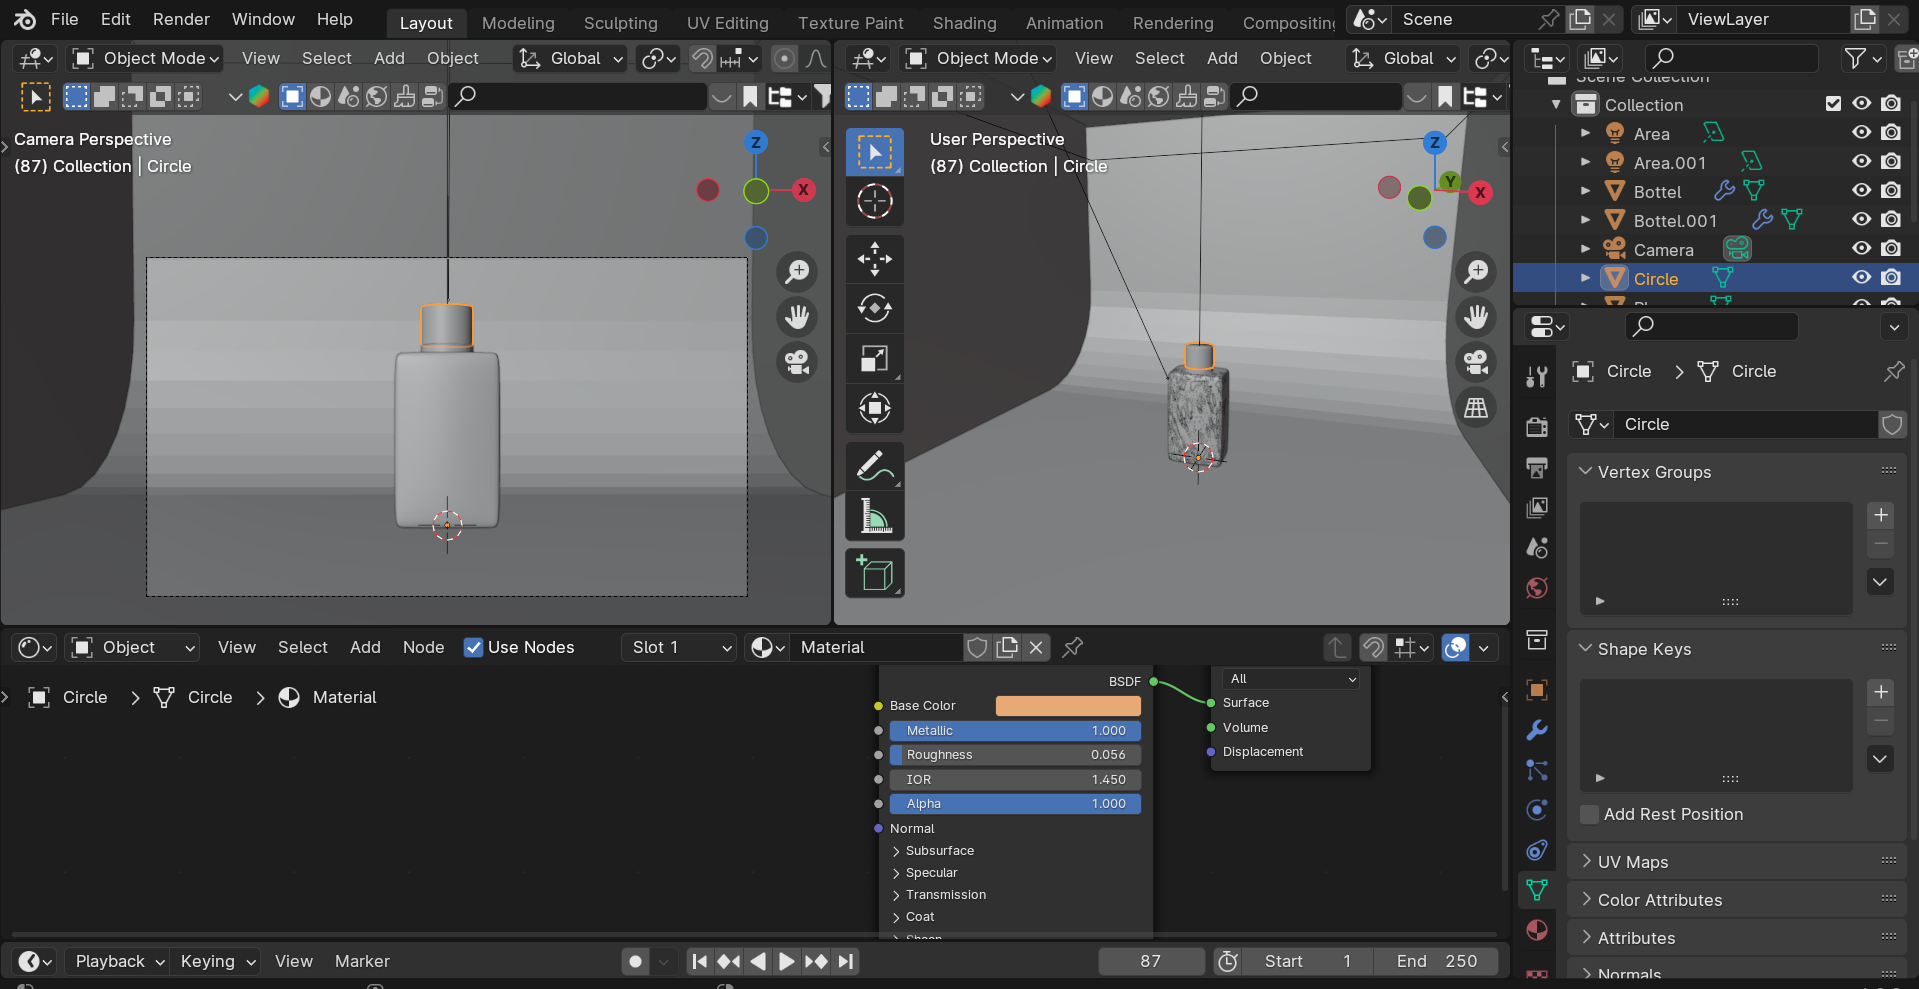 File Edit Render Window Help Layout Modeling Sculpting UV Editing Texture Paint Shading Animation Rendering Compositing Scene ViewLayer
Object Mode View Select Add Object Global
Object Mode View Select Add Object Global
Camera Perspective
(87) Collection | Circle
Z
X
User Perspective
(87) Collection | Circle
Z
Y
X
Scene Collection
Collection
Area
Area.001
Bottel
Bottel.001
Camera
Circle
Circle Circle
Circle
Vertex Groups
Shape Keys
Add Rest Position
UV Maps
Color Attributes
Attributes
Normals
Object View Select Add Node Use Nodes Slot 1 Material
Circle Circle Material
BSDF
Base Color
Metallic 1.000
Roughness 0.056
IOR 1.450
Alpha 1.000
Normal
Subsurface
Specular
Transmission
Coat
Sheen
All
Surface
Volume
Displacement
Playback Keying View Marker 87 Start 1 End 250